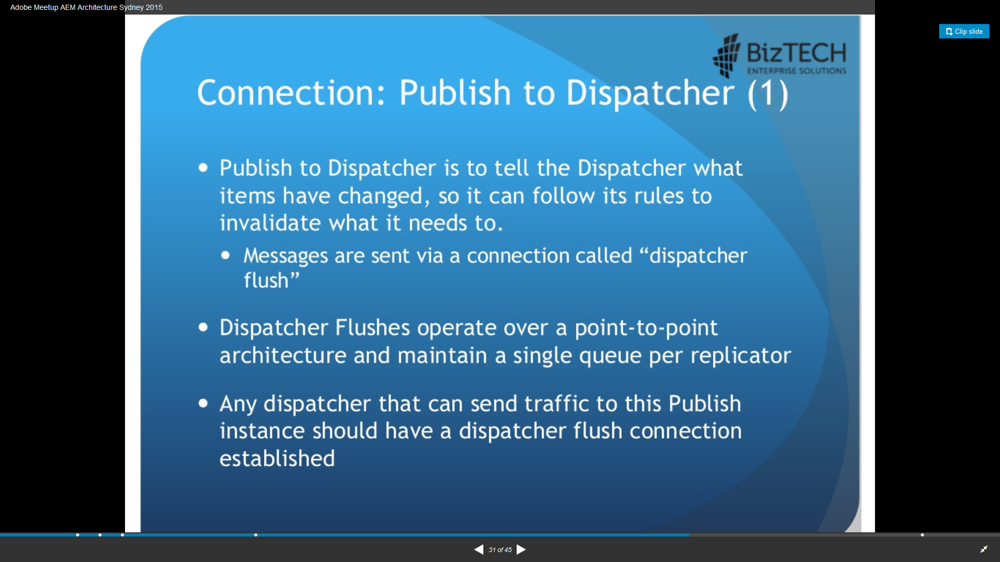 Adobe Meetup AEM Architecture Sydney 2015
Clip slide
BizTECH
ENTERPRISE SOLUTIONS
Connection: Publish to Dispatcher (1)
• Publish to Dispatcher is to tell the Dispatcher what
items have changed, so it can follow its rules to
invalidate what it needs to.
• Messages are sent via a connection called “dispatcher
flush”
• Dispatcher Flushes operate over a point-to-point
architecture and maintain a single queue per replicator
• Any dispatcher that can send traffic to this Publish
instance should have a dispatcher flush connection
established
31 of 45